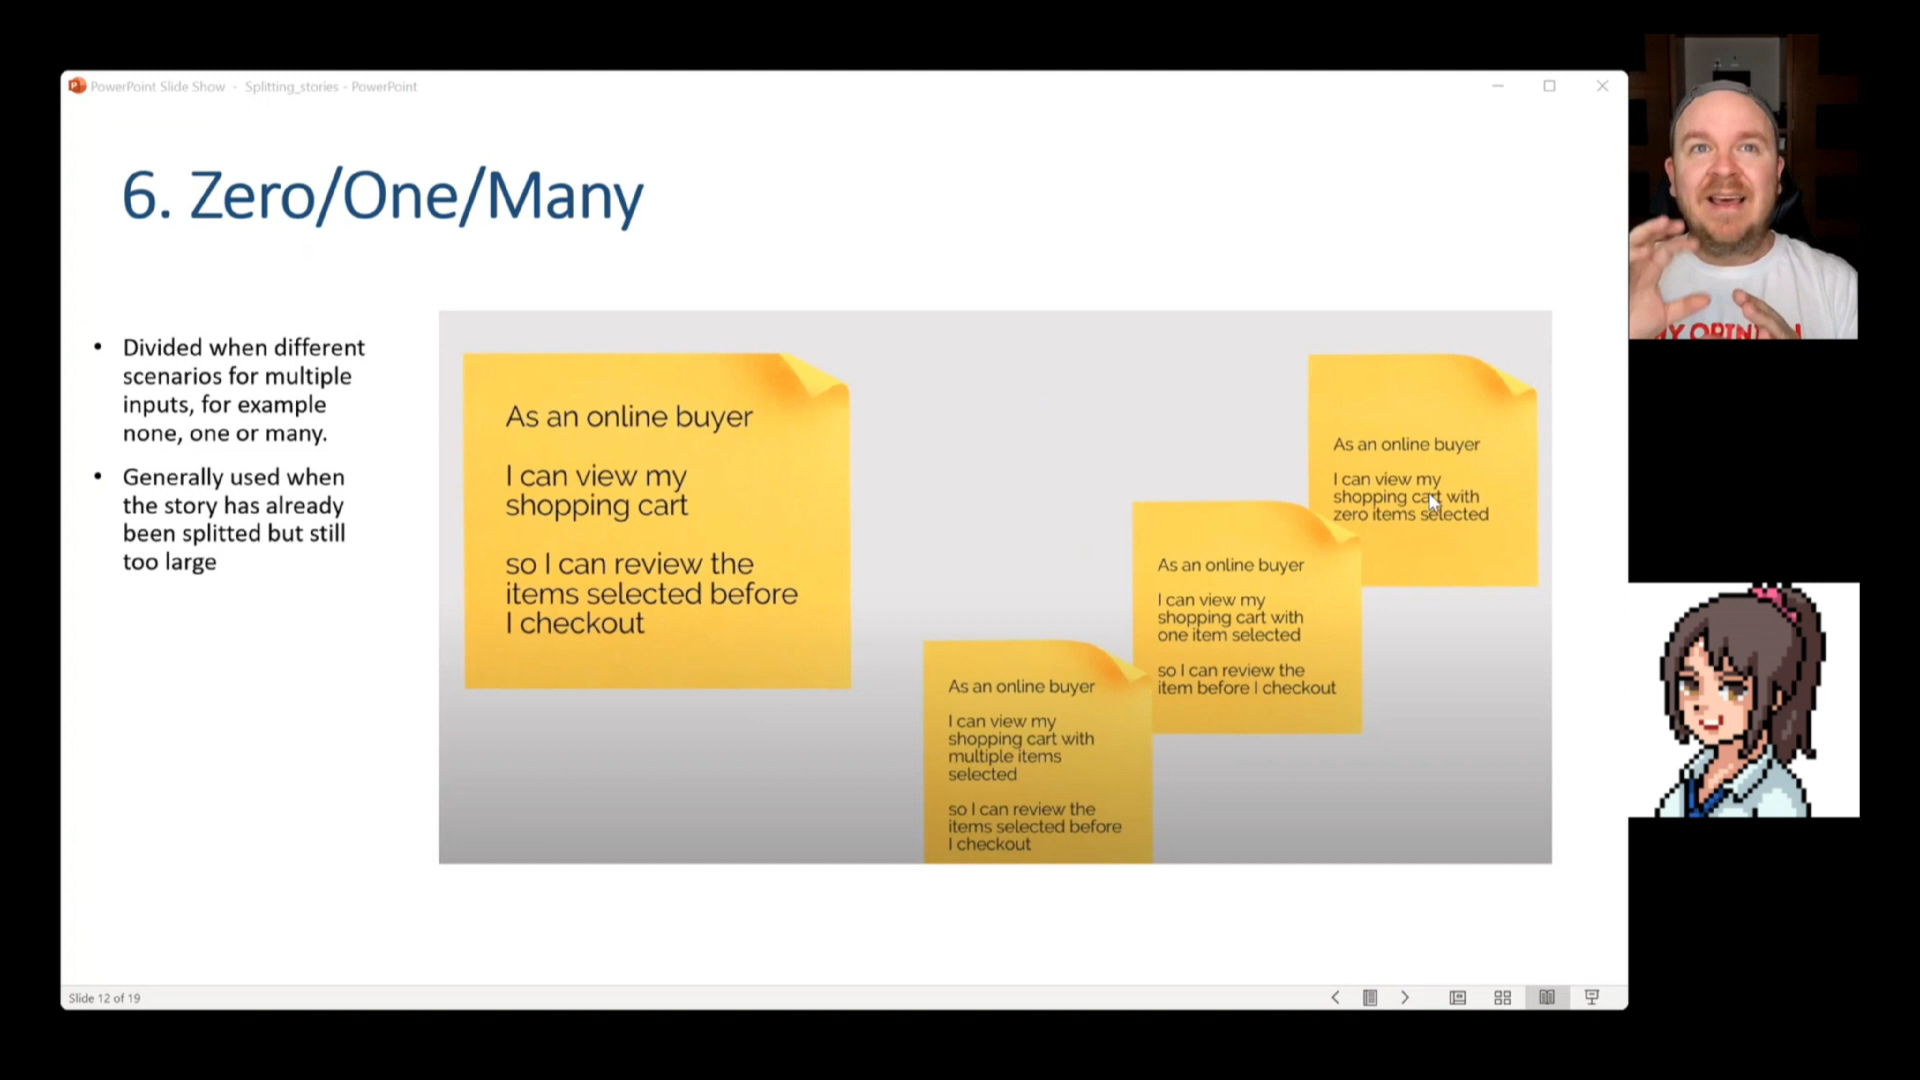 PowerPoint Slide Show - Splitting_stories - PowerPoint
6. Zero/One/Many
• Divided when different
scenarios for multiple
inputs, for example
none, one or many.
• Generally used when
the story has already
been splitted but still
too large
As an online buyer
I can view my
shopping cart
so I can review the
items selected before
I checkout
As an online buyer
I can view my
shopping cart with
multiple items
selected
so I can review the
items selected before
I checkout
As an online buyer
I can view my
shopping cart with
one item selected
so I can review the
item before I checkout
As an online buyer
I can view my
shopping cart with
zero items selected
Slide 12 of 19